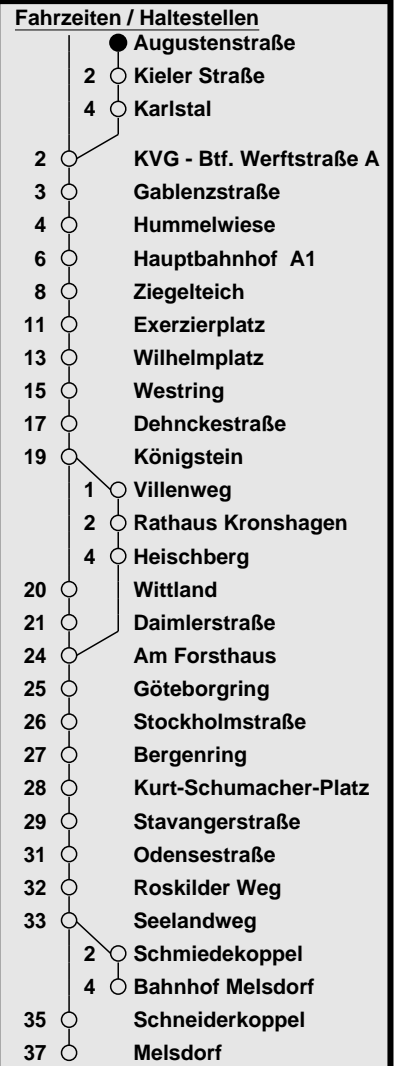 Fahrzeiten / Haltestellen
Augustenstraße
2 Kieler Straße
4 Karlstal
2 KVG - Btf. Werftstraße A
3 Gablenzstraße
4 Hummelwiese
6 Hauptbahnhof A1
8 Ziegelteich
11 Exerzierplatz
13 Wilhelmplatz
15 Westring
17 Dehnckestraße
19 Königstein
1 Villenweg
2 Rathaus Kronshagen
4 Heischberg
20 Wittland
21 Daimlerstraße
24 Am Forsthaus
25 Göteborgring
26 Stockholmstraße
27 Bergenring
28 Kurt-Schumacher-Platz
29 Stavangerstraße
31 Odensestraße
32 Roskilder Weg
33 Seelandweg
2 Schmiedekoppel
4 Bahnhof Melsdorf
35 Schneiderkoppel
37 Melsdorf